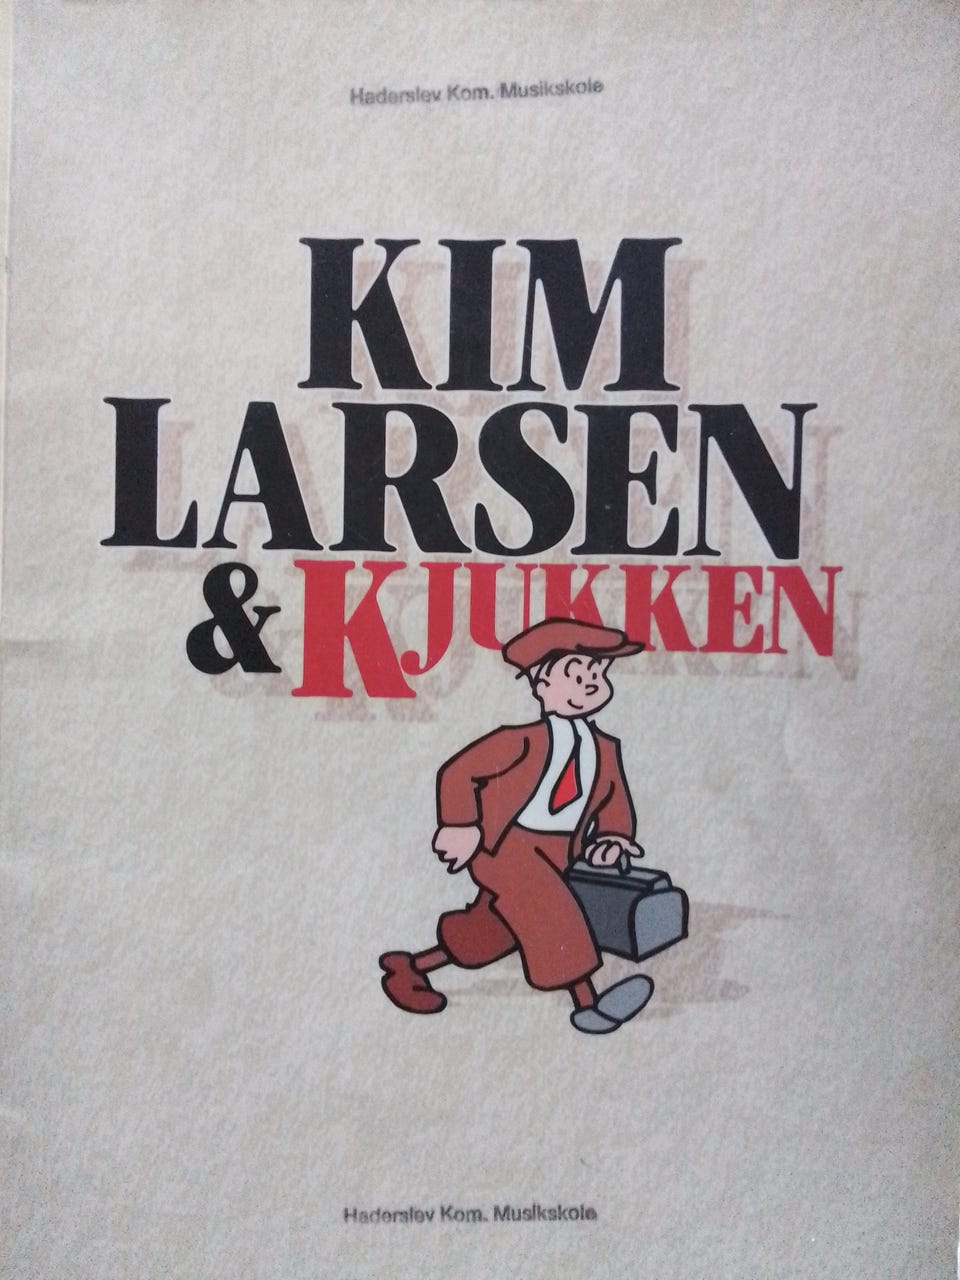 Haderslev Kom. Musikskole
KIM
LARSEN
& KJUKKEN
Haderslev Kom. Musikskole